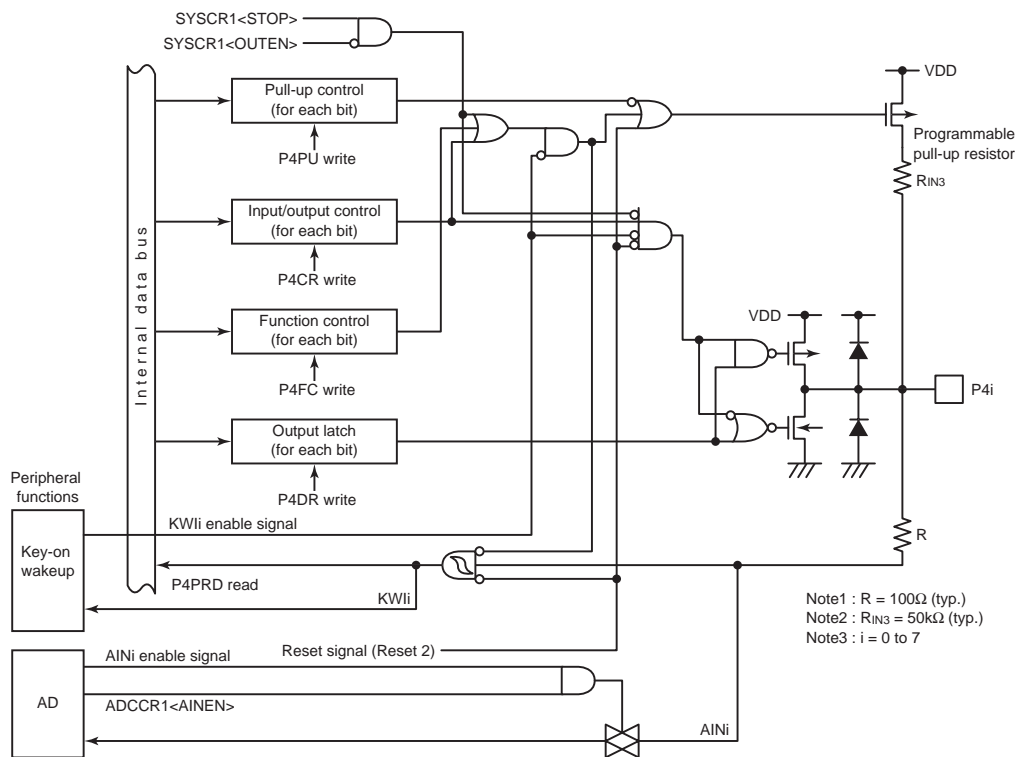 SYSCR1<STOP>
SYSCR1<OUTEN>
VDD
Pull-up control
(for each bit)
P4PU write
Programmable
pull-up resistor
RIN3
Input/output control
(for each bit)
P4CR write
Internal data bus
Function control
(for each bit)
P4FC write
VDD
P4i
Output latch
(for each bit)
P4DR write
Peripheral
functions
KWIi enable signal
Key-on
wakeup
R
P4PRD read
KWIi
Note1 : R = 100Ω (typ.)
Note2 : RIN3 = 50kΩ (typ.)
Note3 : i = 0 to 7
Reset signal (Reset 2)
AINi enable signal
AD
ADCCR1<AINEN>
AINi